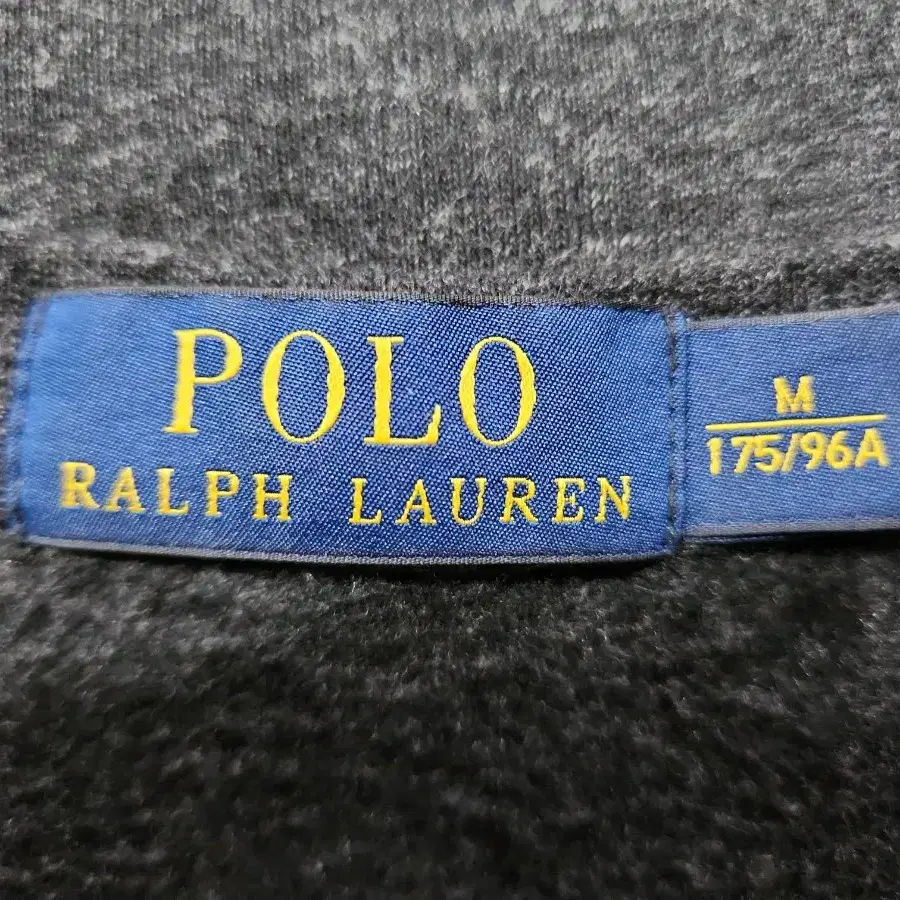 POLO
RALPH LAUREN
M
175/96A